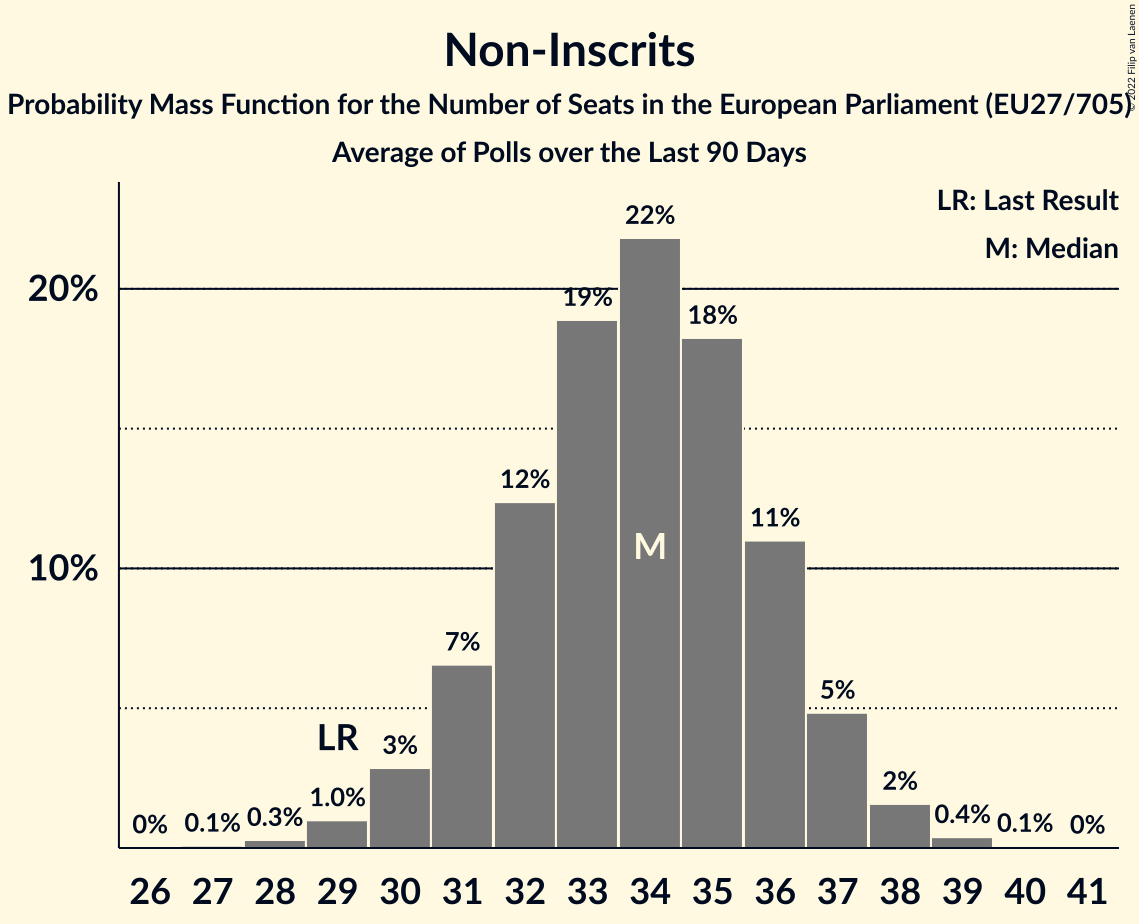 Non-Inscrits
Probability Mass Function for the Number of Seats in the European Parliament (EU27/705)
Average of Polls over the Last 90 Days
© 2022 Filip van Laenen
LR: Last Result
M: Median
20%
10%
0%
0.1%
0.3%
1.0%
LR
3%
7%
12%
19%
22%
M
18%
11%
5%
2%
0.4%
0.1%
0%
26 27 28 29 30 31 32 33 34 35 36 37 38 39 40 41